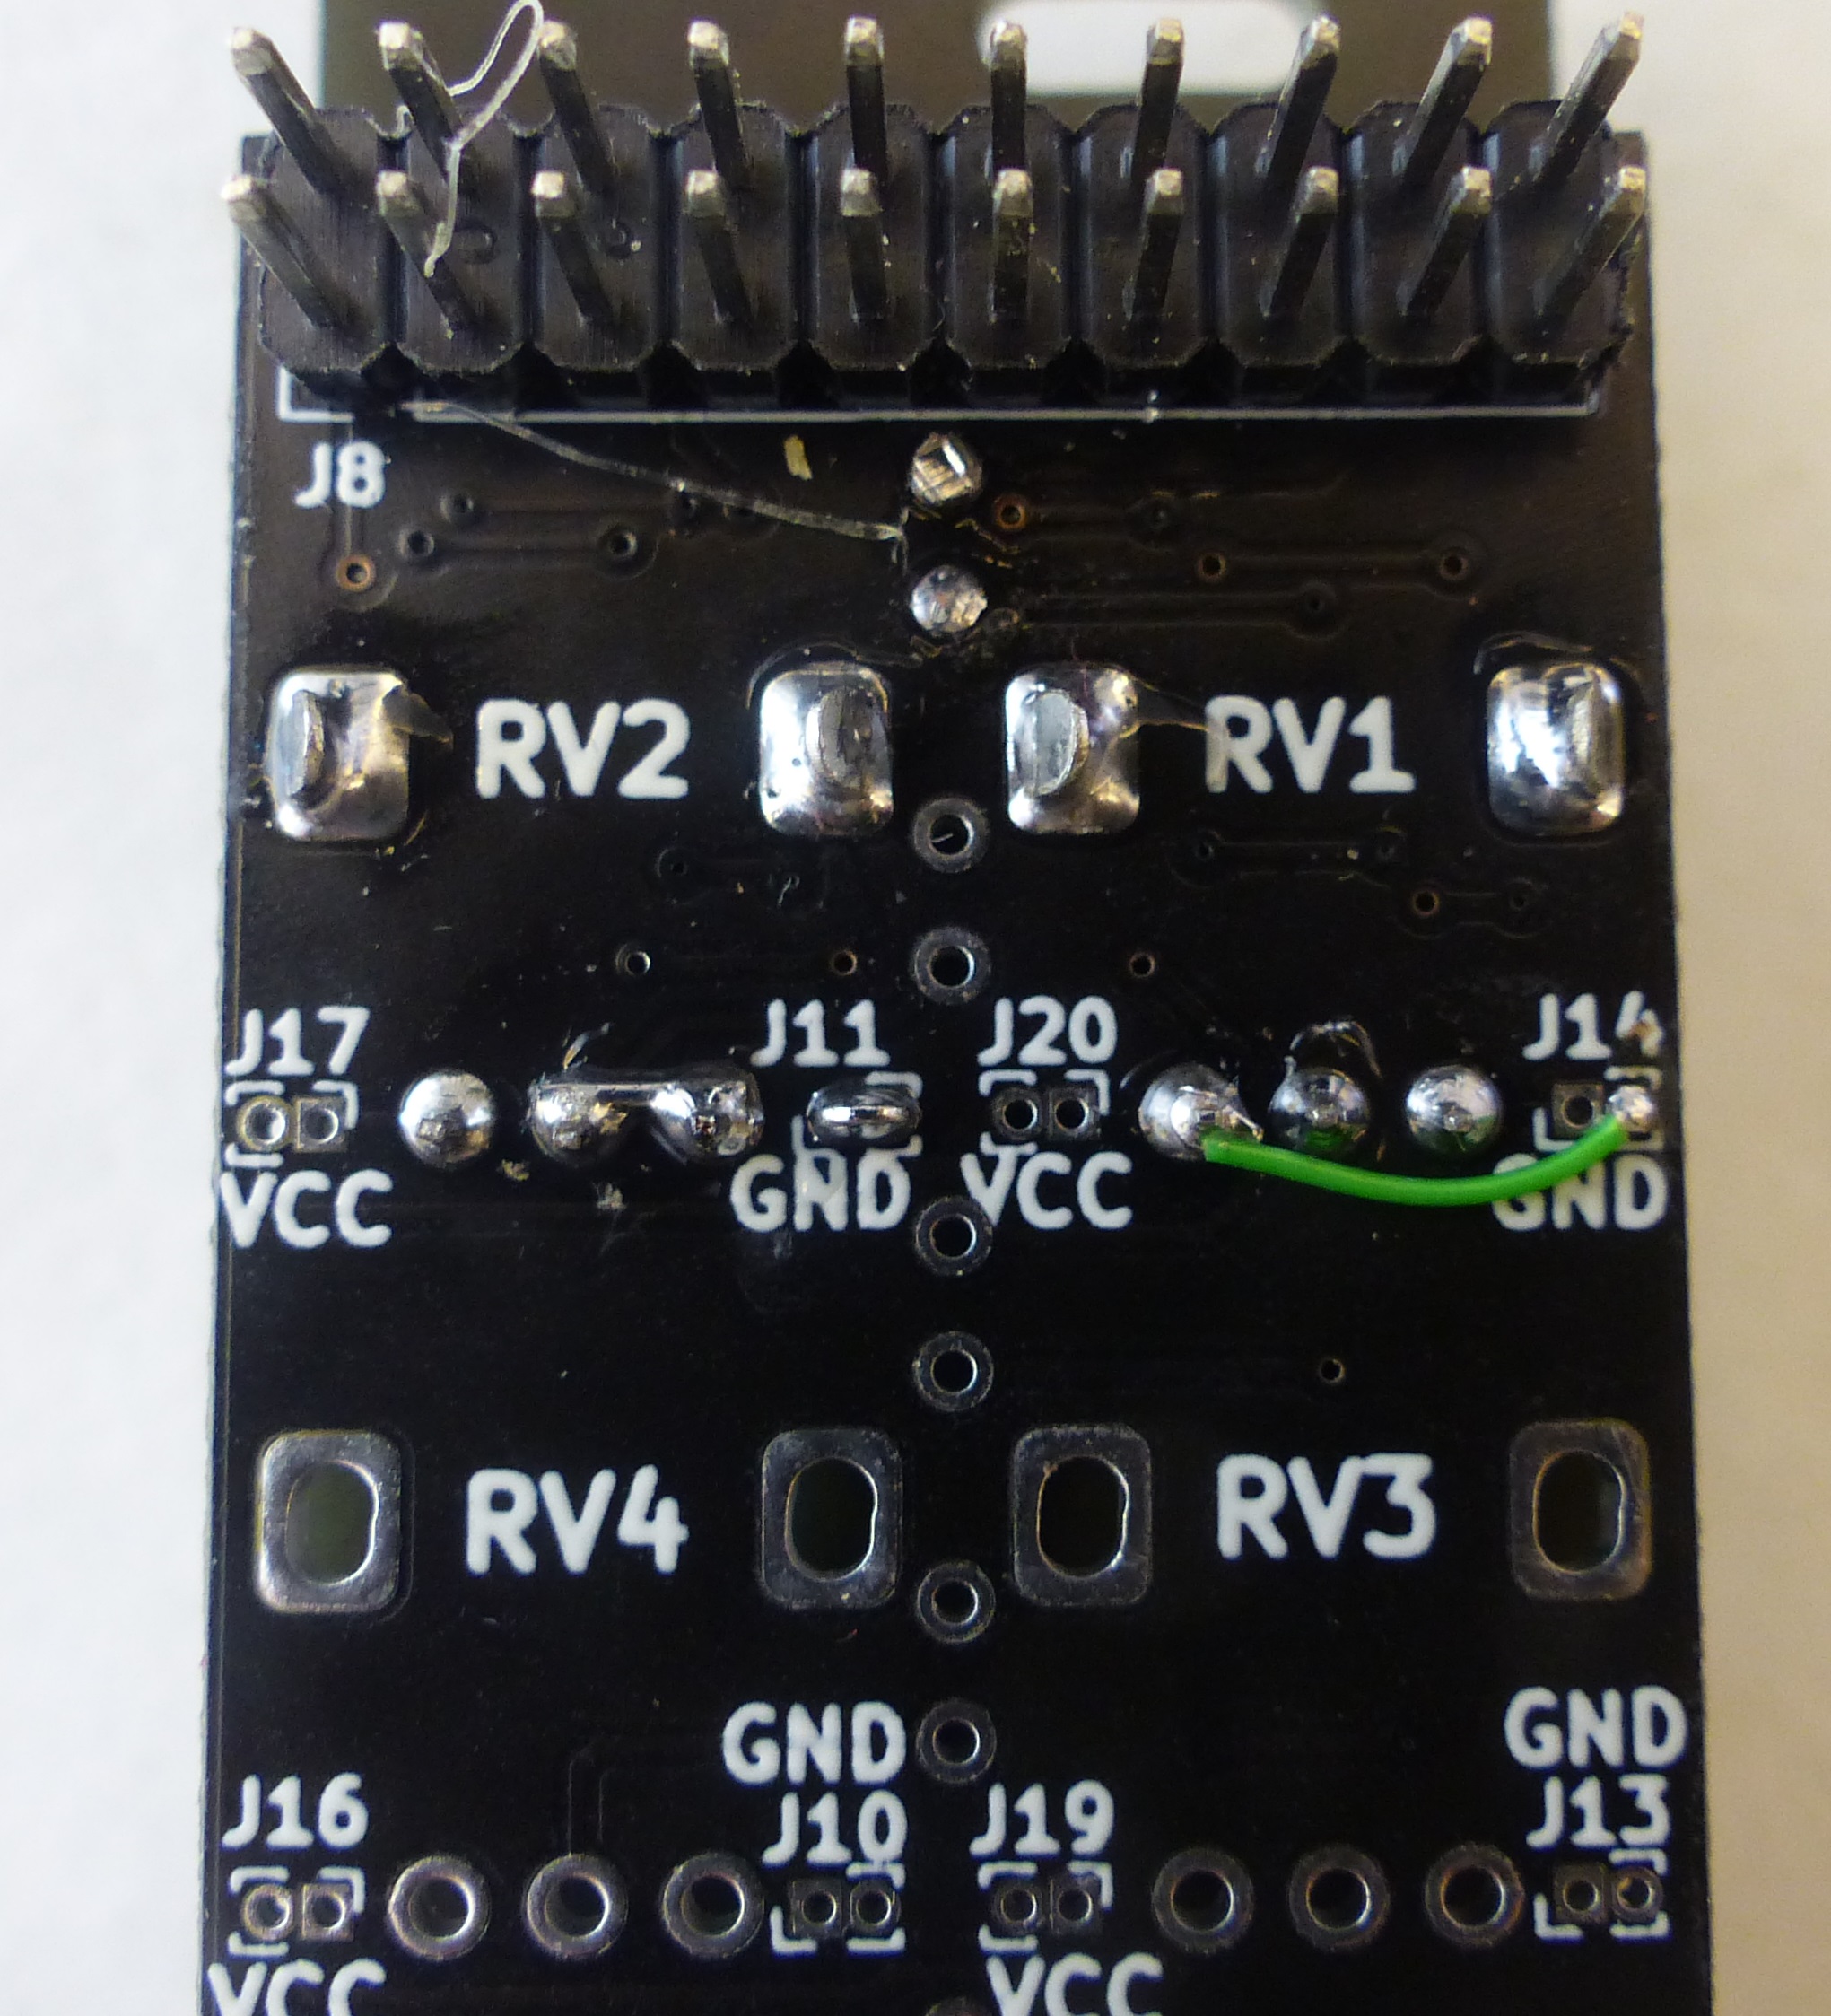 J8
RV2 RV1
J17 J11 J20 J14
VCC GND VCC GND
RV4 RV3
GND GND
J16 J10 J19 J13
VCC VCC